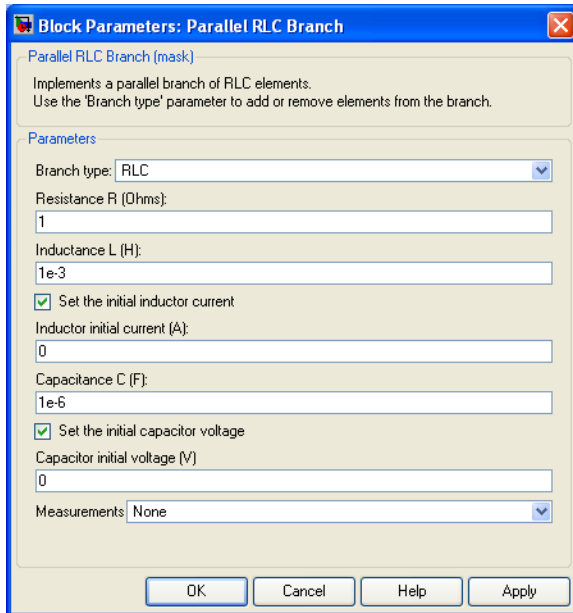 Block Parameters: Parallel RLC Branch
Parallel RLC Branch (mask)
Implements a parallel branch of RLC elements.
Use the 'Branch type' parameter to add or remove elements from the branch.
Parameters
Branch type: RLC
Resistance R (Ohms):
1
Inductance L (H):
1e-3
Set the initial inductor current
Inductor initial current (A):
0
Capacitance C (F):
1e-6
Set the initial capacitor voltage
Capacitor initial voltage (V)
0
Measurements None
OK Cancel Help Apply